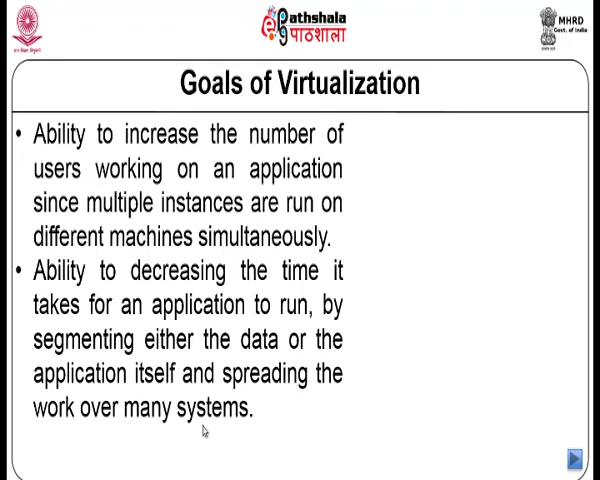 ePathshala
पाठशाला
MHRD
Govt. of India
Goals of Virtualization
• Ability to increase the number of
users working on an application
since multiple instances are run on
different machines simultaneously.
• Ability to decreasing the time it
takes for an application to run, by
segmenting either the data or the
application itself and spreading the
work over many systems.